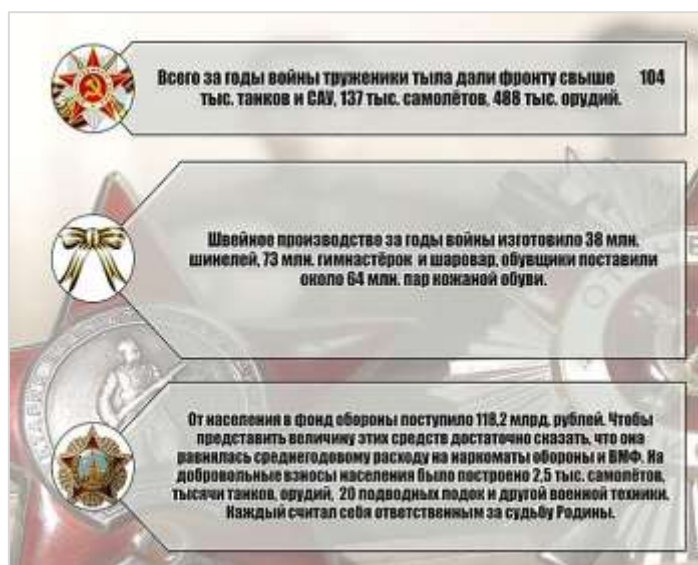 Всего за годы войны труженики тыла дали фронту свыше 104
тыс. танков и САУ, 137 тыс. самолётов, 488 тыс. орудий.
Швейное производство за годы войны изготовило 38 млн.
шинелей, 73 млн. гимнастёрок и шаровар, обувщики поставили
около 64 млн. пар кожаной обуви.
От населения в фонд обороны поступило 118,2 млрд. рублей. Чтобы
представить величину этих средств достаточно сказать, что она
равнялась среднегодовому расходу на наркоматы обороны и ВМФ. На
добровольные взносы населения было построено 2,5 тыс. самолётов,
тысячи танков, орудий, 20 подводных лодок и другой военной техники.
Каждый считал себя ответственным за судьбу Родины.